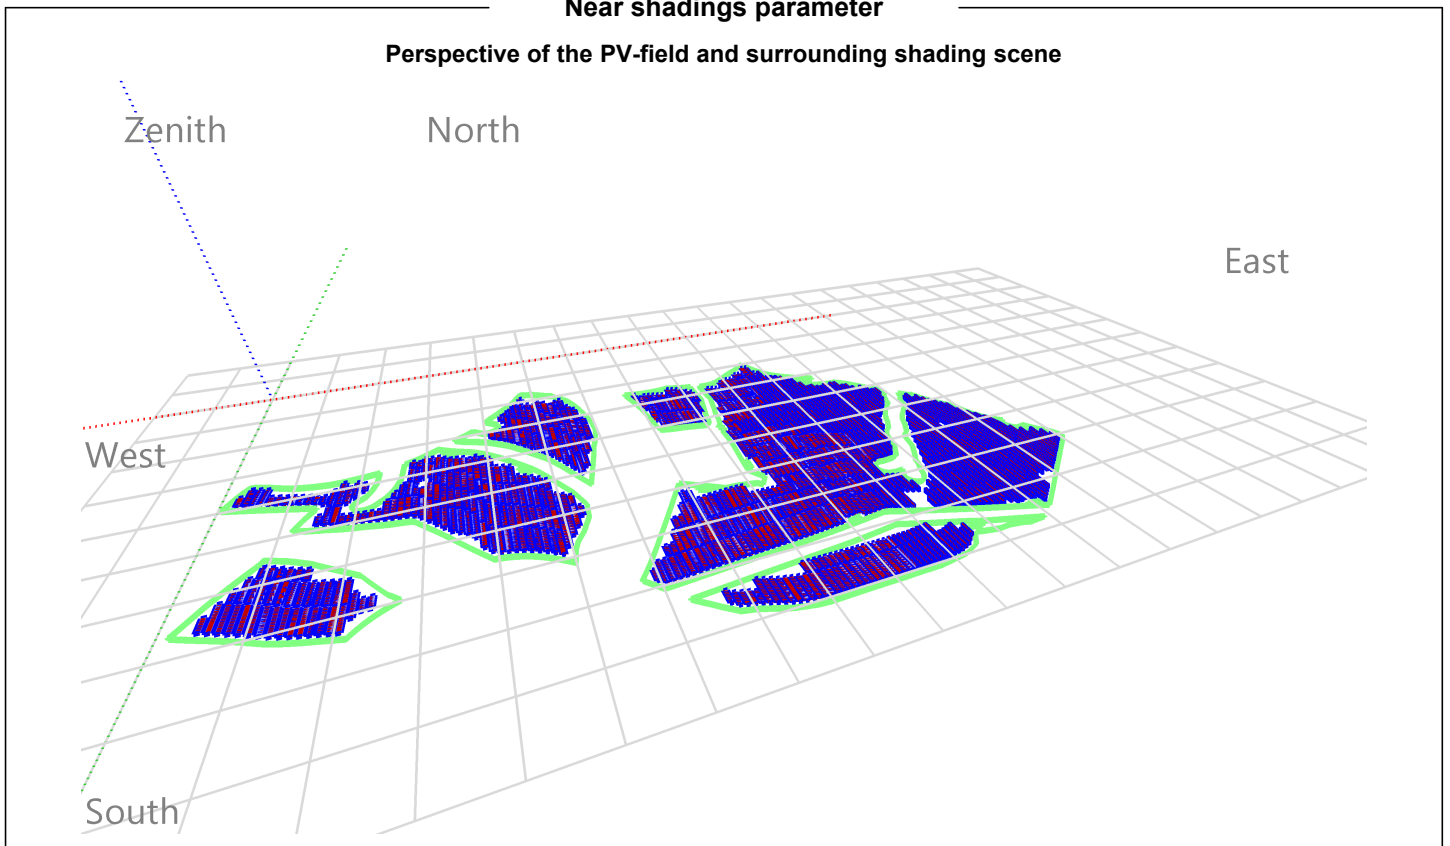 Near shadings parameter
Perspective of the PV-field and surrounding shading scene
Zenith
North
East
West
South